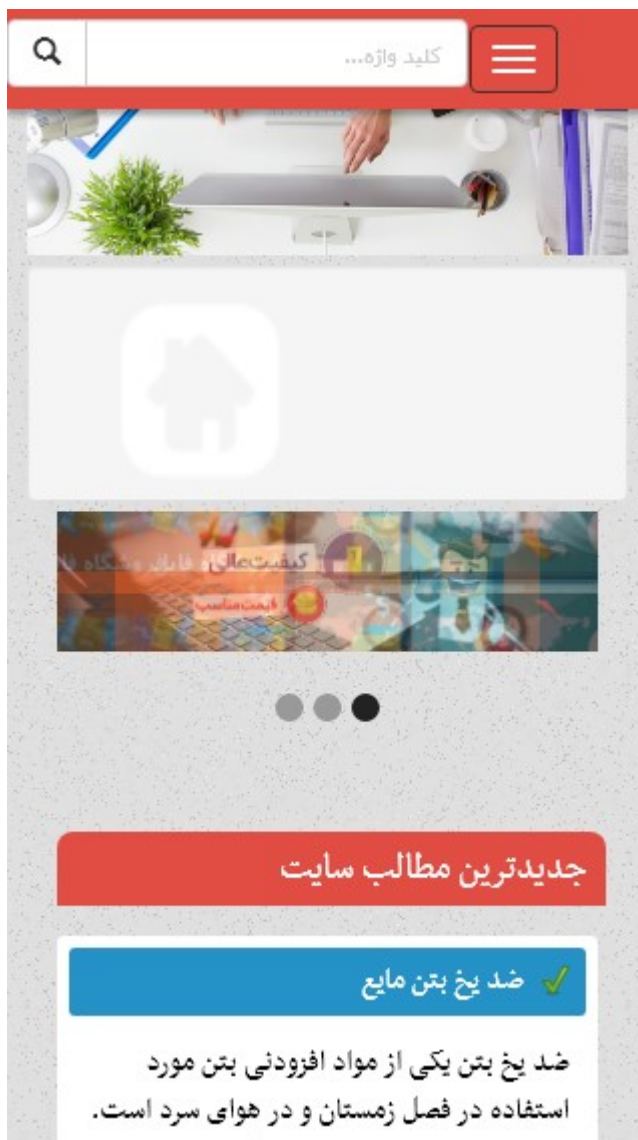 کلید واژه...
کیفیت‌عالی
قیمت‌مناسب
جدیدترین مطالب سایت
ضد یخ بتن مایع
ضد یخ بتن یکی از مواد افزودنی بتن مورد
استفاده در فصل زمستان و در هوای سرد است.